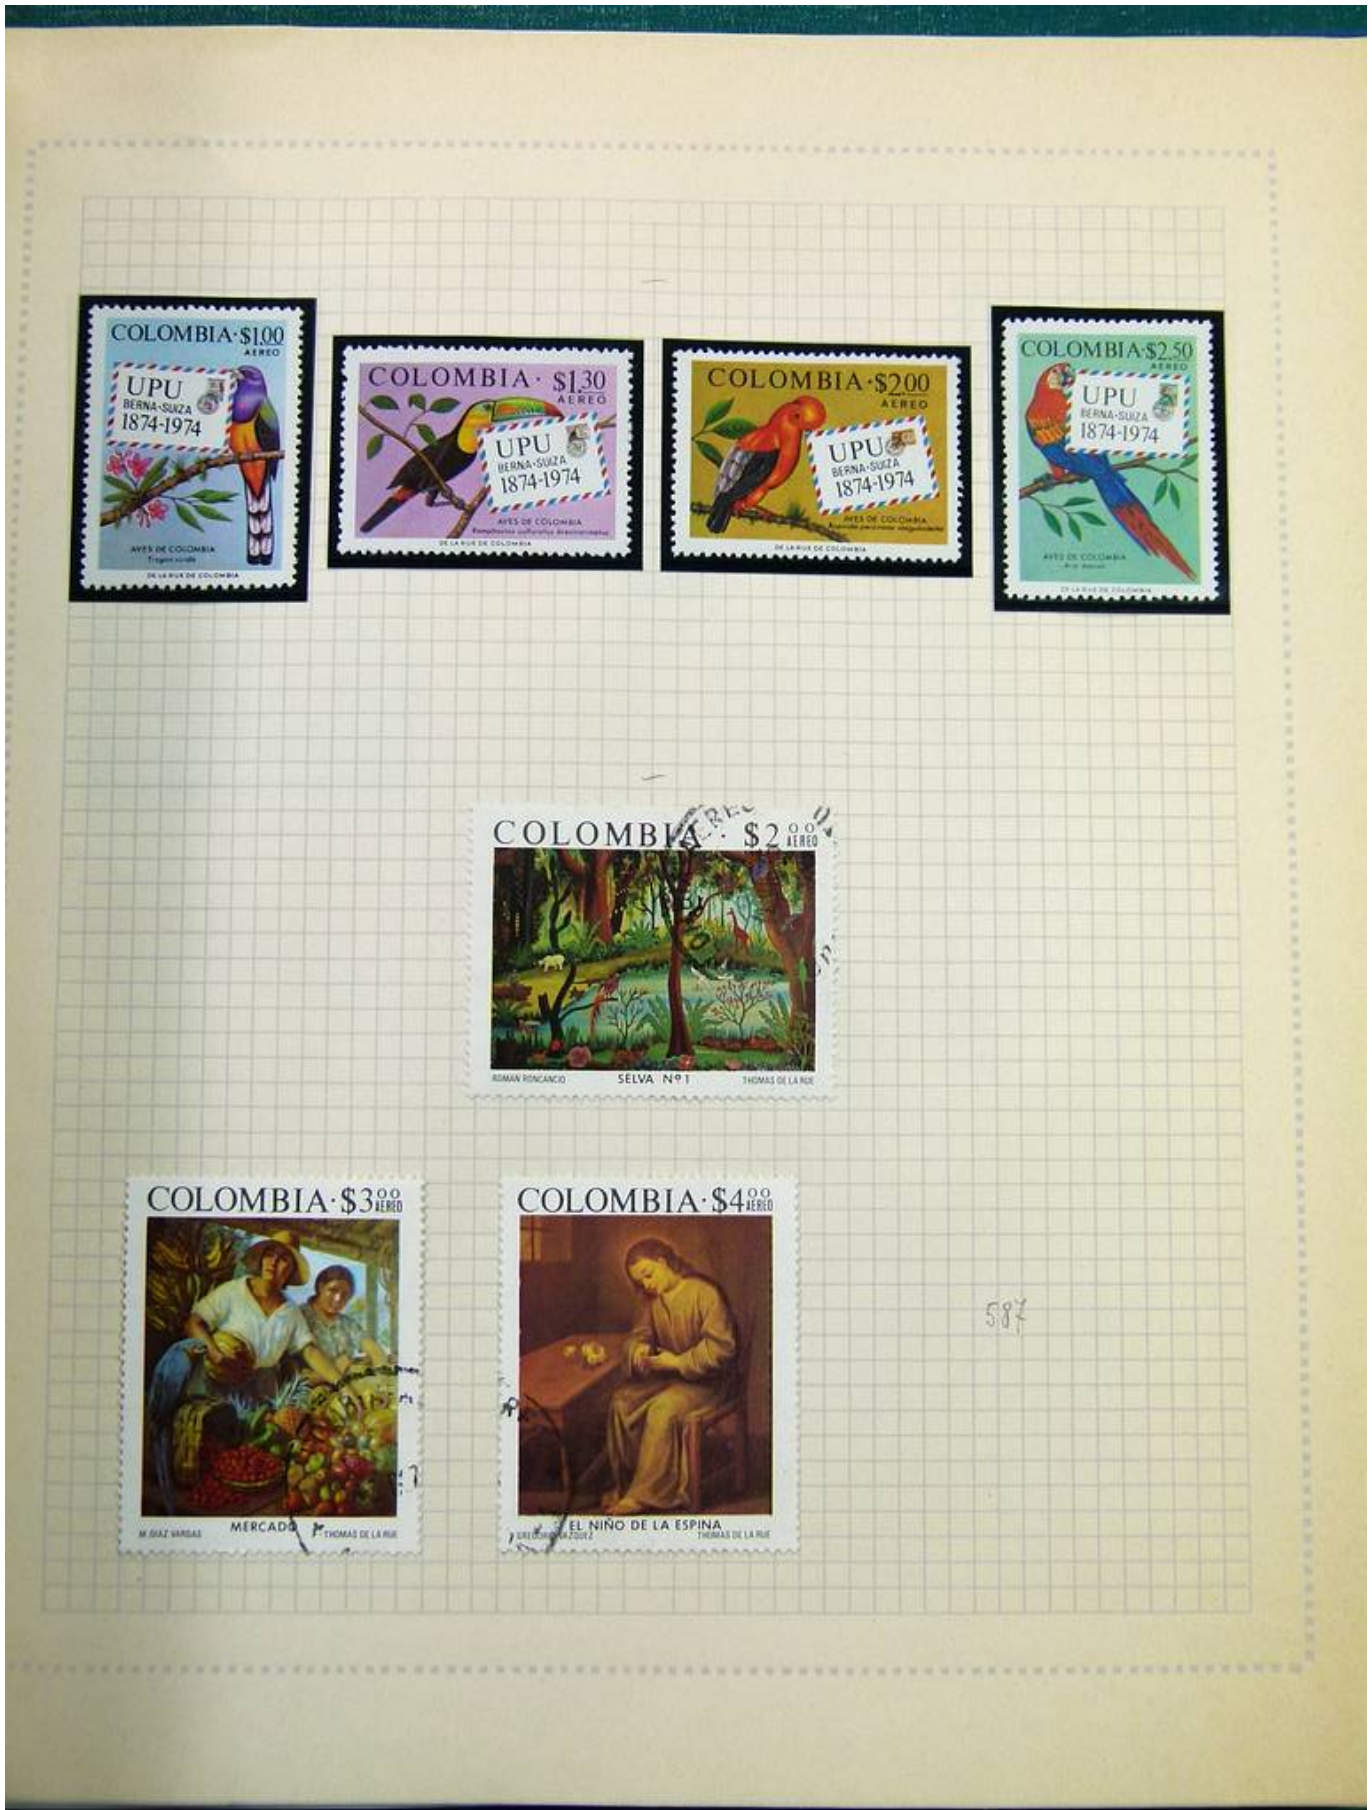 COLOMBIA·$1.00
AEREO
UPU
BERNA-SUIZA
1874-1974
AVES DE COLOMBIA
DE LA RUE DE COLOMBIA
COLOMBIA·$1.30
AEREO
UPU
BERNA-SUIZA
1874-1974
AVES DE COLOMBIA
DE LA RUE DE COLOMBIA
COLOMBIA·$2.00
AEREO
UPU
BERNA-SUIZA
1874-1974
AVES DE COLOMBIA
DE LA RUE DE COLOMBIA
COLOMBIA·$2.50
AEREO
UPU
BERNA-SUIZA
1874-1974
AVES DE COLOMBIA
DE LA RUE DE COLOMBIA
COLOMBIA·$2.00
AEREO
ROMAN RONCANCIO SELVA Nº1 THOMAS DE LA RUE
COLOMBIA·$3.00
AEREO
M. DIAZ VARGAS MERCADO THOMAS DE LA RUE
COLOMBIA·$4.00
AEREO
EL NIÑO DE LA ESPINA
GREGORIO VAZQUEZ THOMAS DE LA RUE
587